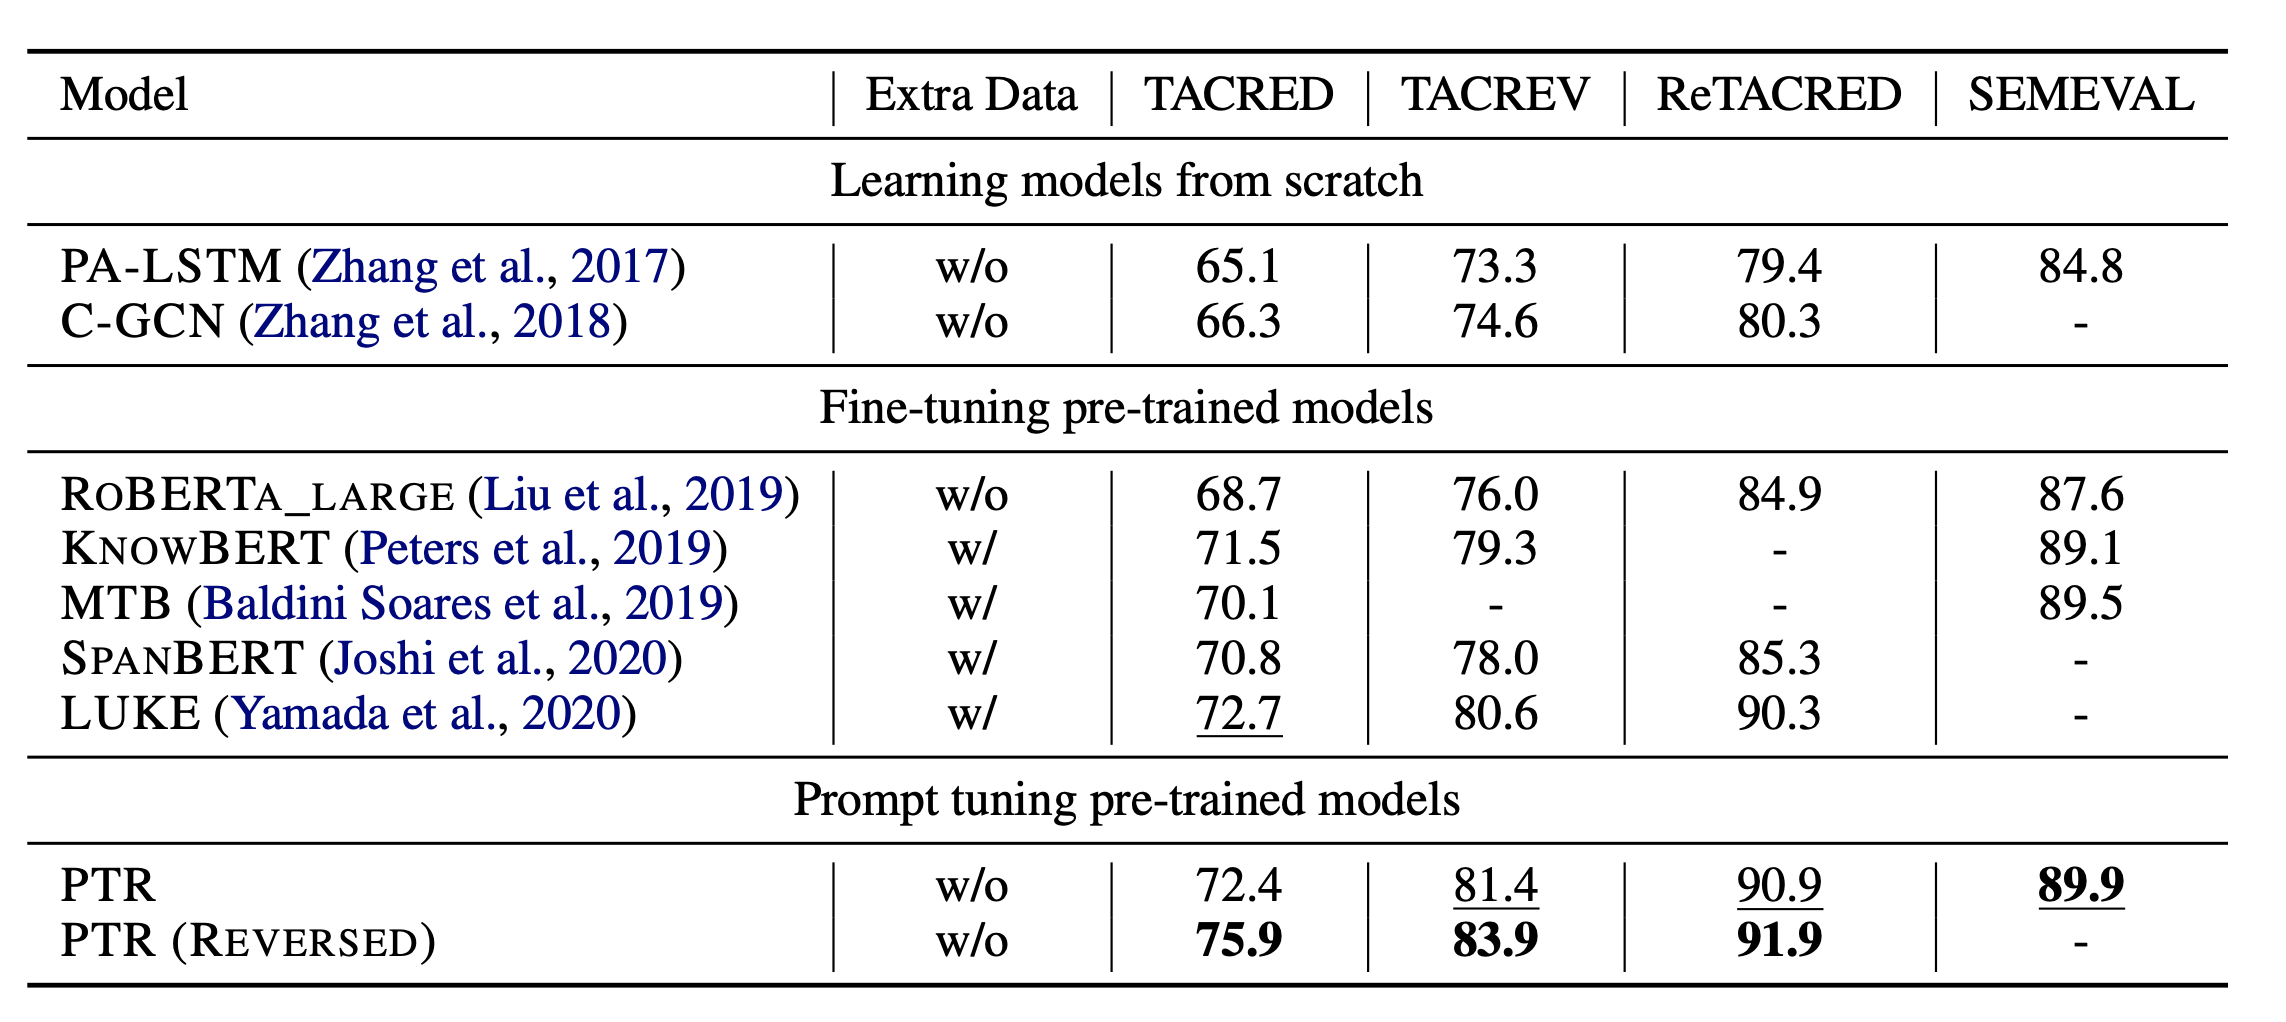 Model Extra Data TACRED TACREV ReTACRED SEMEVAL
Learning models from scratch
PA-LSTM (Zhang et al., 2017) w/o 65.1 73.3 79.4 84.8
C-GCN (Zhang et al., 2018) w/o 66.3 74.6 80.3 -
Fine-tuning pre-trained models
ROBERTA_LARGE (Liu et al., 2019) w/o 68.7 76.0 84.9 87.6
KNOWBERT (Peters et al., 2019) w/ 71.5 79.3 - 89.1
MTB (Baldini Soares et al., 2019) w/ 70.1 - - 89.5
SPANBERT (Joshi et al., 2020) w/ 70.8 78.0 85.3 -
LUKE (Yamada et al., 2020) w/ 72.7 80.6 90.3 -
Prompt tuning pre-trained models
PTR w/o 72.4 81.4 90.9 89.9
PTR (REVERSED) w/o 75.9 83.9 91.9 -